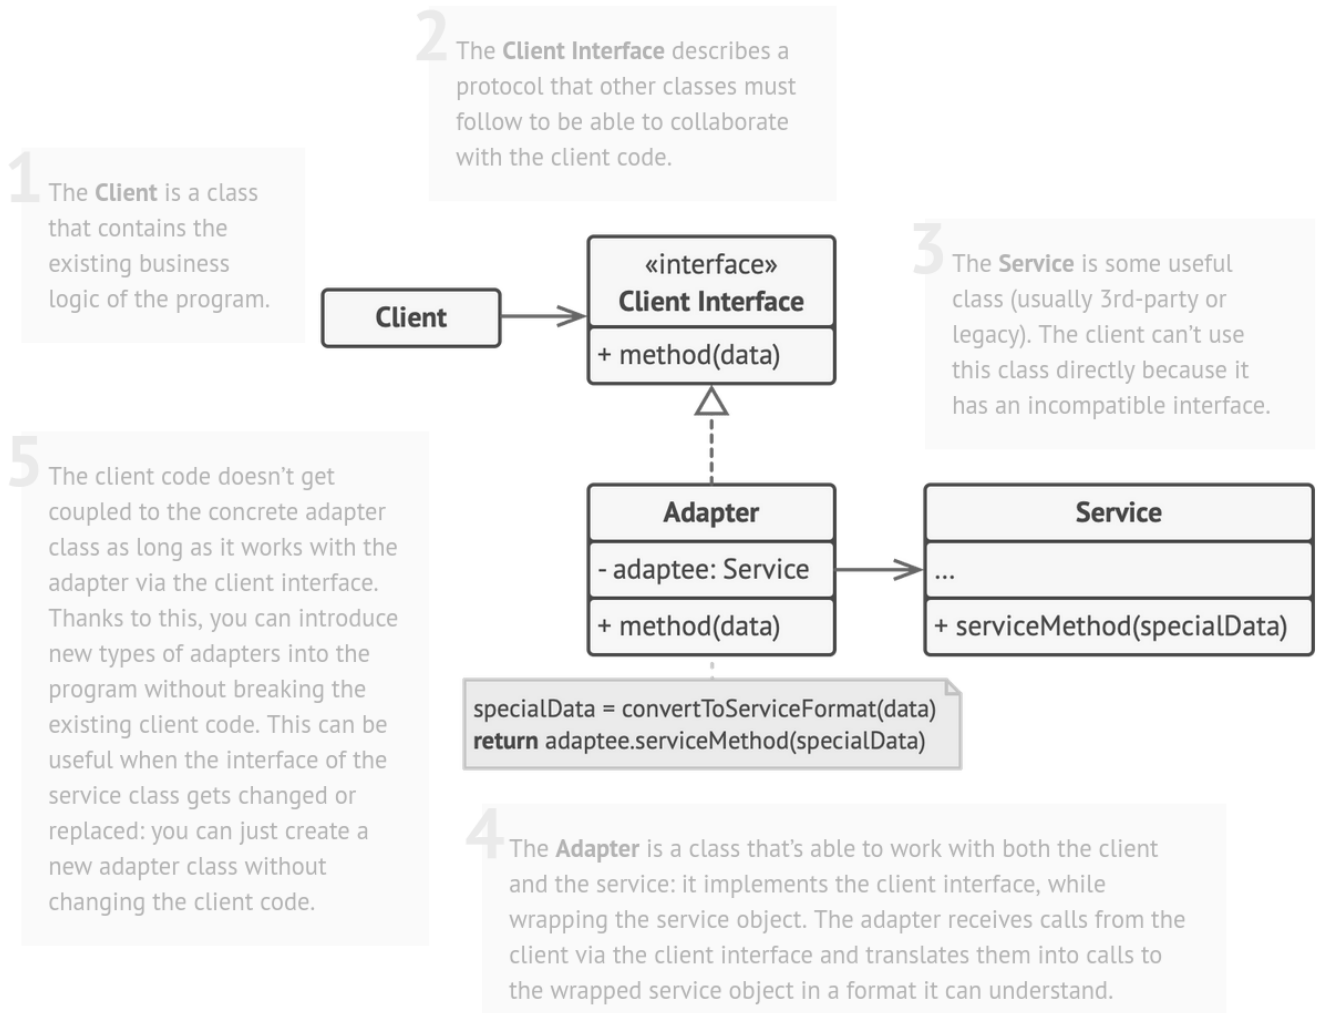 1
The Client is a class
that contains the
existing business
logic of the program.
2
The Client Interface describes a
protocol that other classes must
follow to be able to collaborate
with the client code.
3
The Service is some useful
class (usually 3rd-party or
legacy). The client can’t use
this class directly because it
has an incompatible interface.
Client
«interface»
Client Interface
+ method(data)
Adapter
- adaptee: Service
+ method(data)
Service
...
+ serviceMethod(specialData)
specialData = convertToServiceFormat(data)
return adaptee.serviceMethod(specialData)
4
The Adapter is a class that’s able to work with both the client
and the service: it implements the client interface, while
wrapping the service object. The adapter receives calls from the
client via the client interface and translates them into calls to
the wrapped service object in a format it can understand.
5
The client code doesn’t get
coupled to the concrete adapter
class as long as it works with the
adapter via the client interface.
Thanks to this, you can introduce
new types of adapters into the
program without breaking the
existing client code. This can be
useful when the interface of the
service class gets changed or
replaced: you can just create a
new adapter class without
changing the client code.